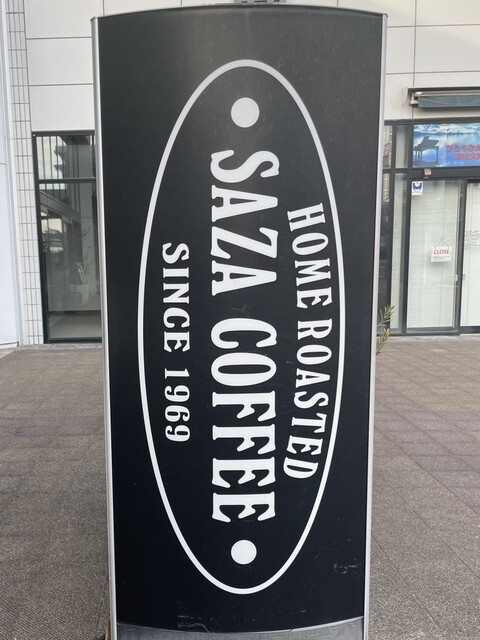 HOME ROASTED
SAZA COFFEE
SINCE 1969
CLOSE